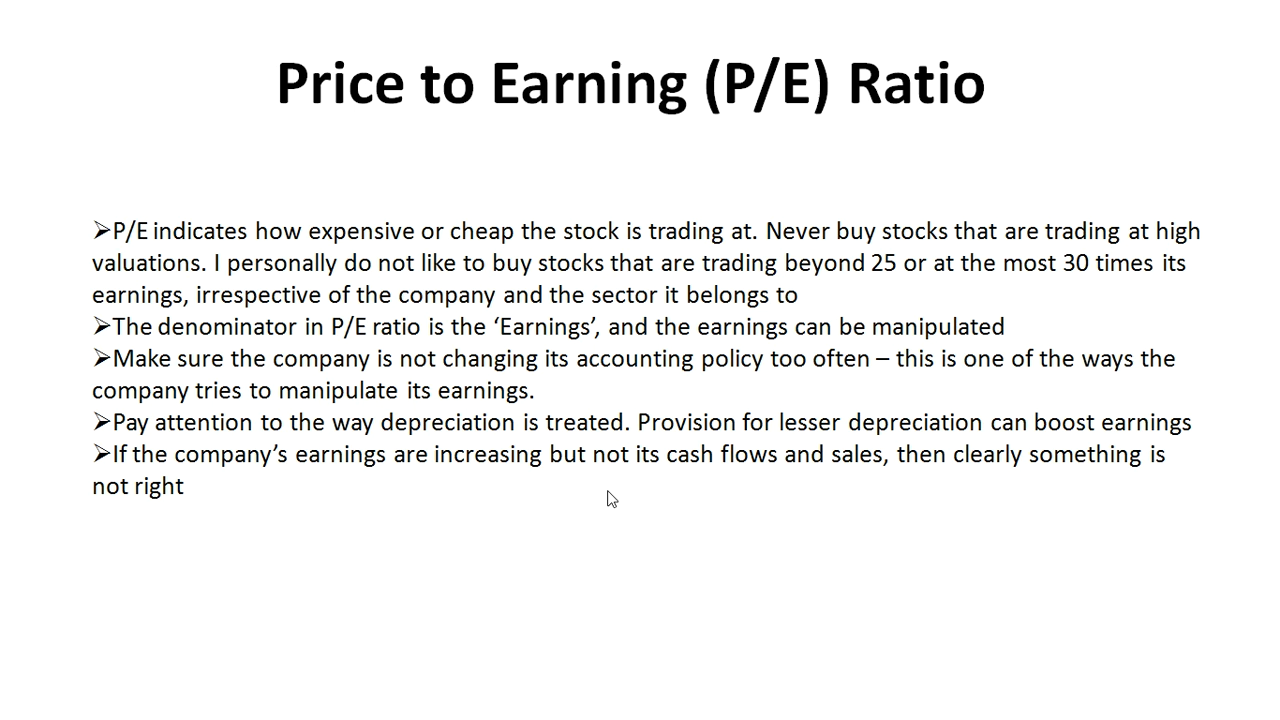 Price to Earning (P/E) Ratio
➢P/E indicates how expensive or cheap the stock is trading at. Never buy stocks that are trading at high
valuations. I personally do not like to buy stocks that are trading beyond 25 or at the most 30 times its
earnings, irrespective of the company and the sector it belongs to
➢The denominator in P/E ratio is the ‘Earnings’, and the earnings can be manipulated
➢Make sure the company is not changing its accounting policy too often – this is one of the ways the
company tries to manipulate its earnings.
➢Pay attention to the way depreciation is treated. Provision for lesser depreciation can boost earnings
➢If the company’s earnings are increasing but not its cash flows and sales, then clearly something is
not right